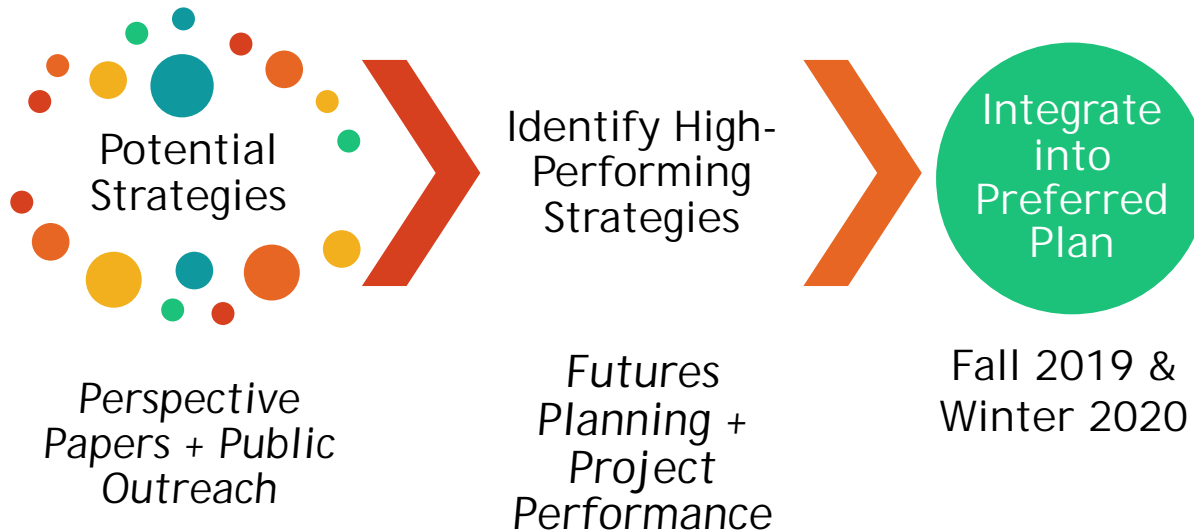 Potential
Strategies
Perspective
Papers + Public
Outreach
Identify High-
Performing
Strategies
Futures
Planning +
Project
Performance
Integrate
into
Preferred
Plan
Fall 2019 &
Winter 2020